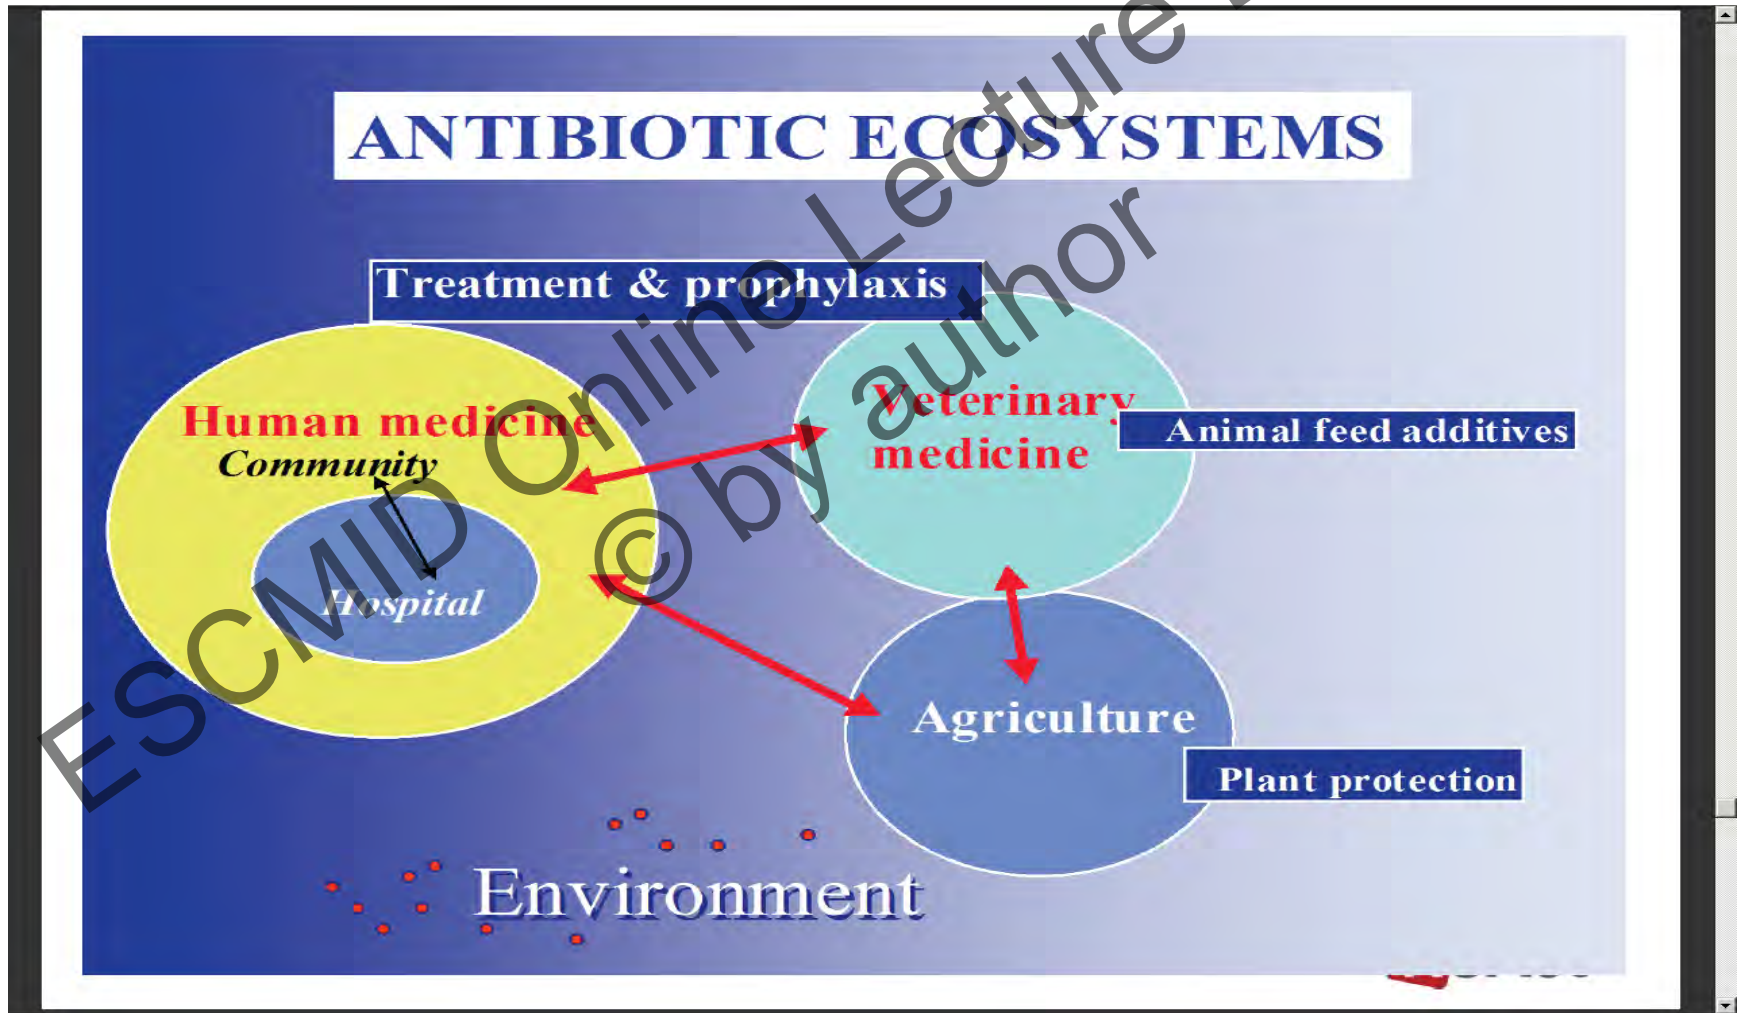 ANTIBIOTIC ECOSYSTEMS
Treatment & prophylaxis
Human medicine
Community
Hospital
Veterinary
medicine
Animal feed additives
Agriculture
Plant protection
Environment
ESCMID Online Lecture
© by author